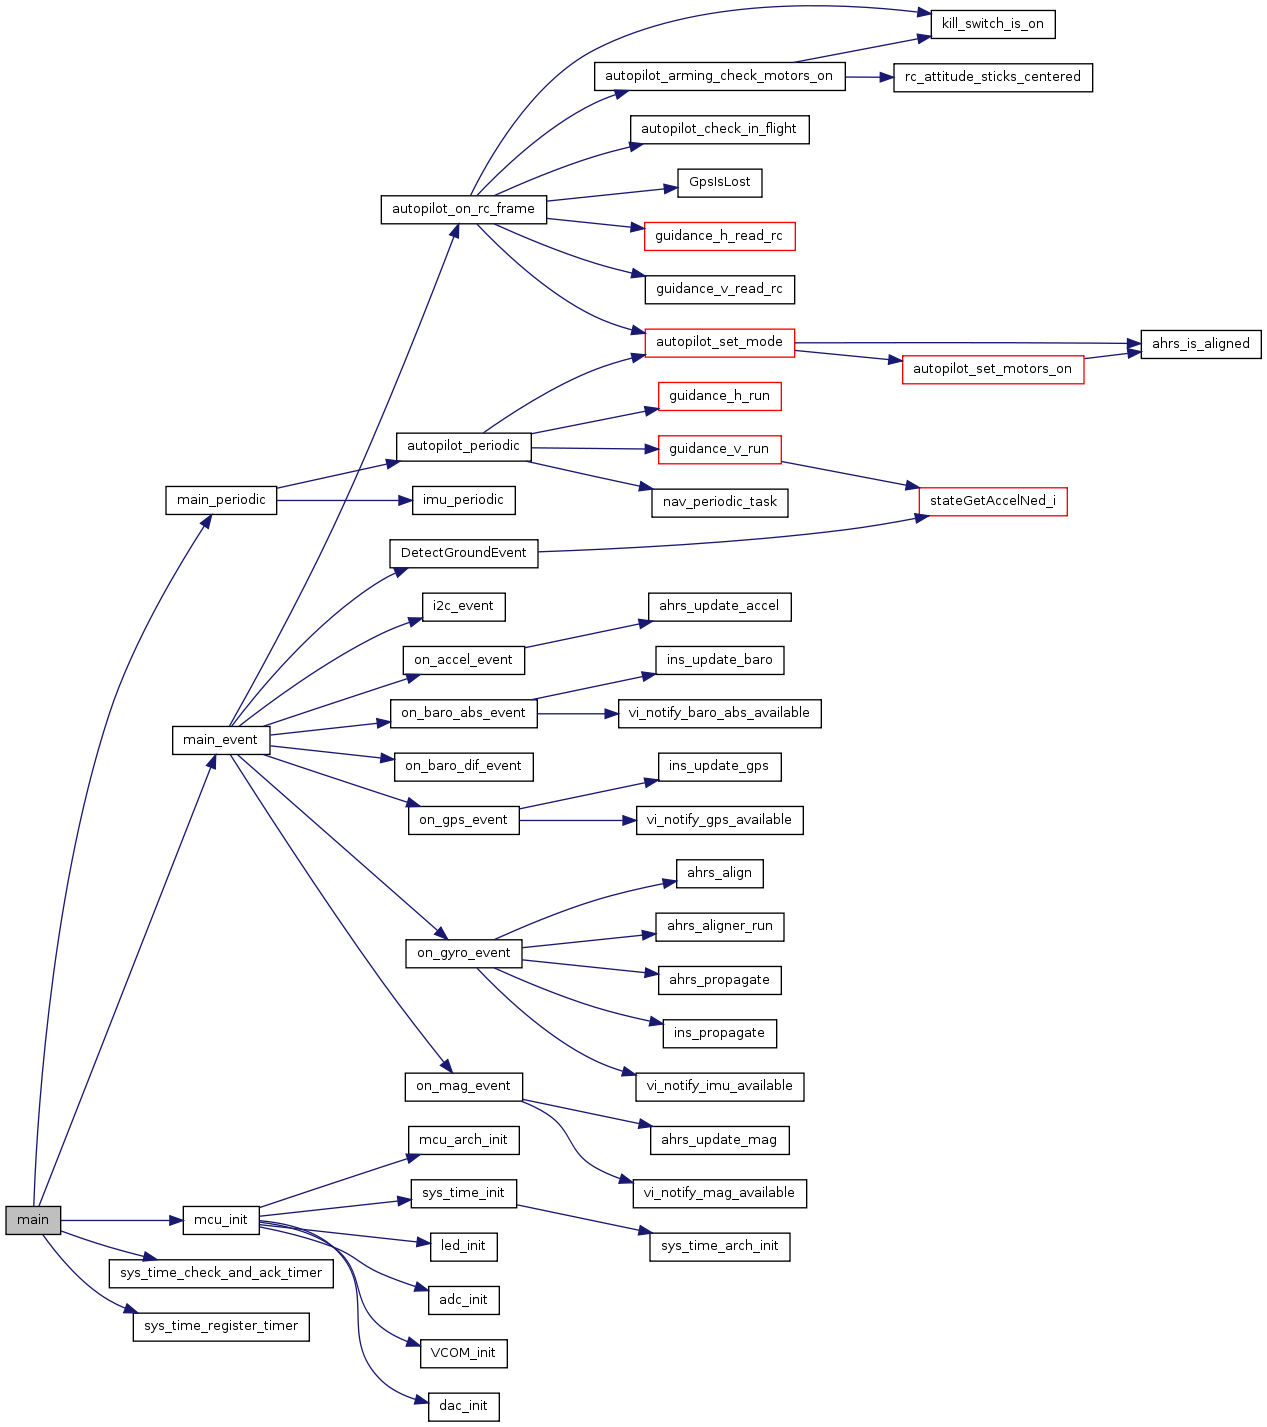 kill_switch_is_on
autopilot_arming_check_motors_on
rc_attitude_sticks_centered
autopilot_check_in_flight
GpsIsLost
autopilot_on_rc_frame
guidance_h_read_rc
guidance_v_read_rc
autopilot_set_mode
ahrs_is_aligned
autopilot_set_motors_on
guidance_h_run
autopilot_periodic
guidance_v_run
main_periodic
imu_periodic
nav_periodic_task
stateGetAccelNed_i
DetectGroundEvent
i2c_event
ahrs_update_accel
on_accel_event
ins_update_baro
on_baro_abs_event
vi_notify_baro_abs_available
main_event
on_baro_dif_event
ins_update_gps
on_gps_event
vi_notify_gps_available
ahrs_align
ahrs_aligner_run
on_gyro_event
ahrs_propagate
ins_propagate
on_mag_event
vi_notify_imu_available
mcu_arch_init
ahrs_update_mag
sys_time_init
vi_notify_mag_available
main
mcu_init
led_init
sys_time_arch_init
sys_time_check_and_ack_timer
adc_init
sys_time_register_timer
VCOM_init
dac_init